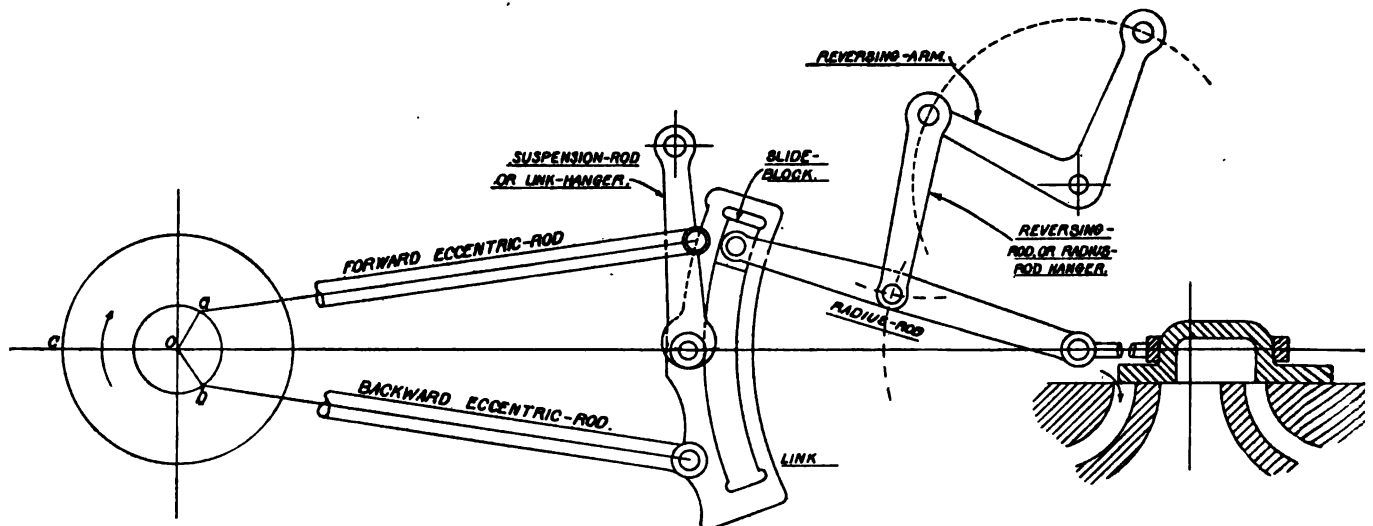 REVERSING-ARM.
SUSPENSION-ROD
OR LINK-HANGER.
SLIDE-
BLOCK.
FORWARD ECCENTRIC-ROD
REVERSING-
ROD, OR RADIUS-
ROD HANGER.
RADIUS-ROD
a
c
o
b
BACKWARD ECCENTRIC-ROD.
LINK